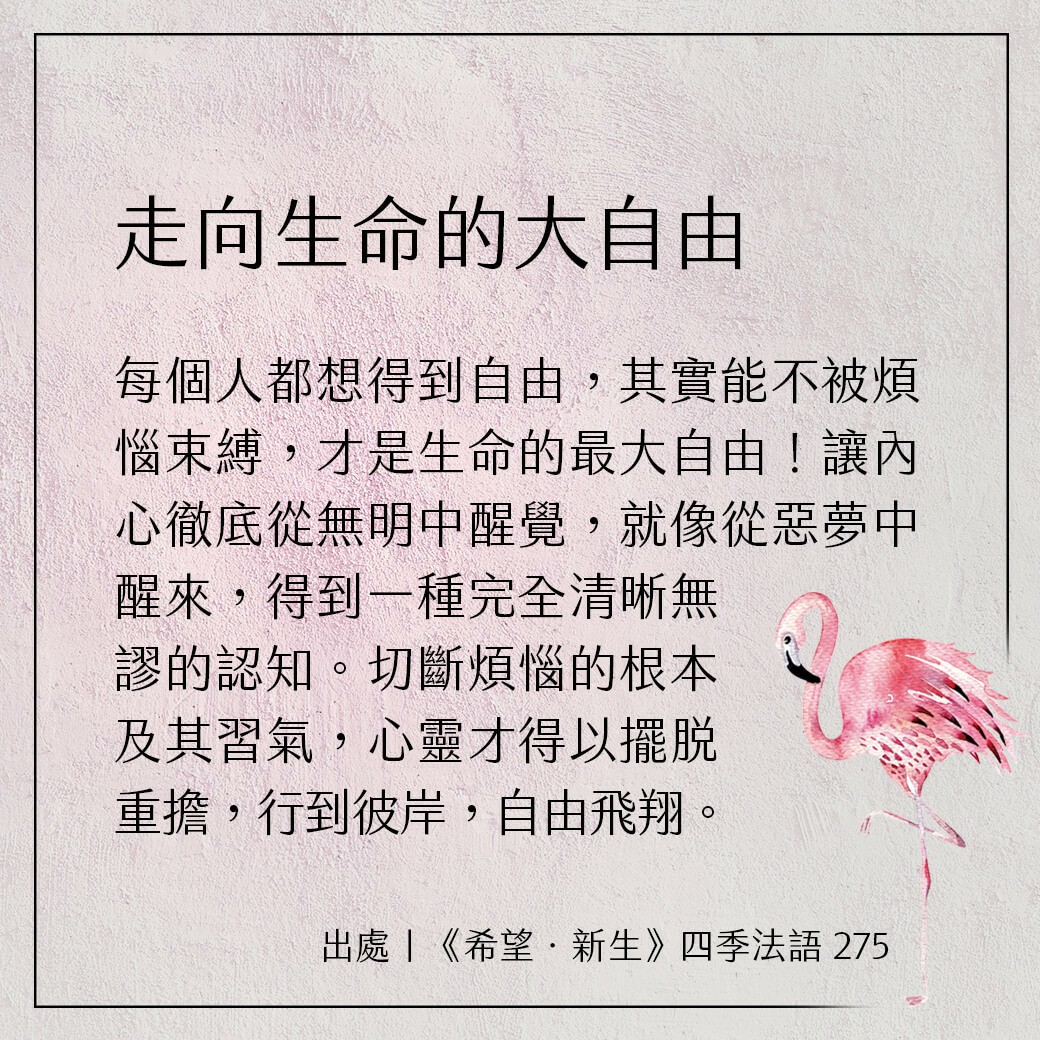 走向生命的大自由
每個人都想得到自由，其實能不被煩
惱束縛，才是生命的最大自由！讓內
心徹底從無明中醒覺，就像從惡夢中
醒來，得到一種完全清晰無
謬的認知。切斷煩惱的根本
及其習氣，心靈才得以擺脱
重擔，行到彼岸，自由飛翔。
出處｜《希望．新生》四季法語 275